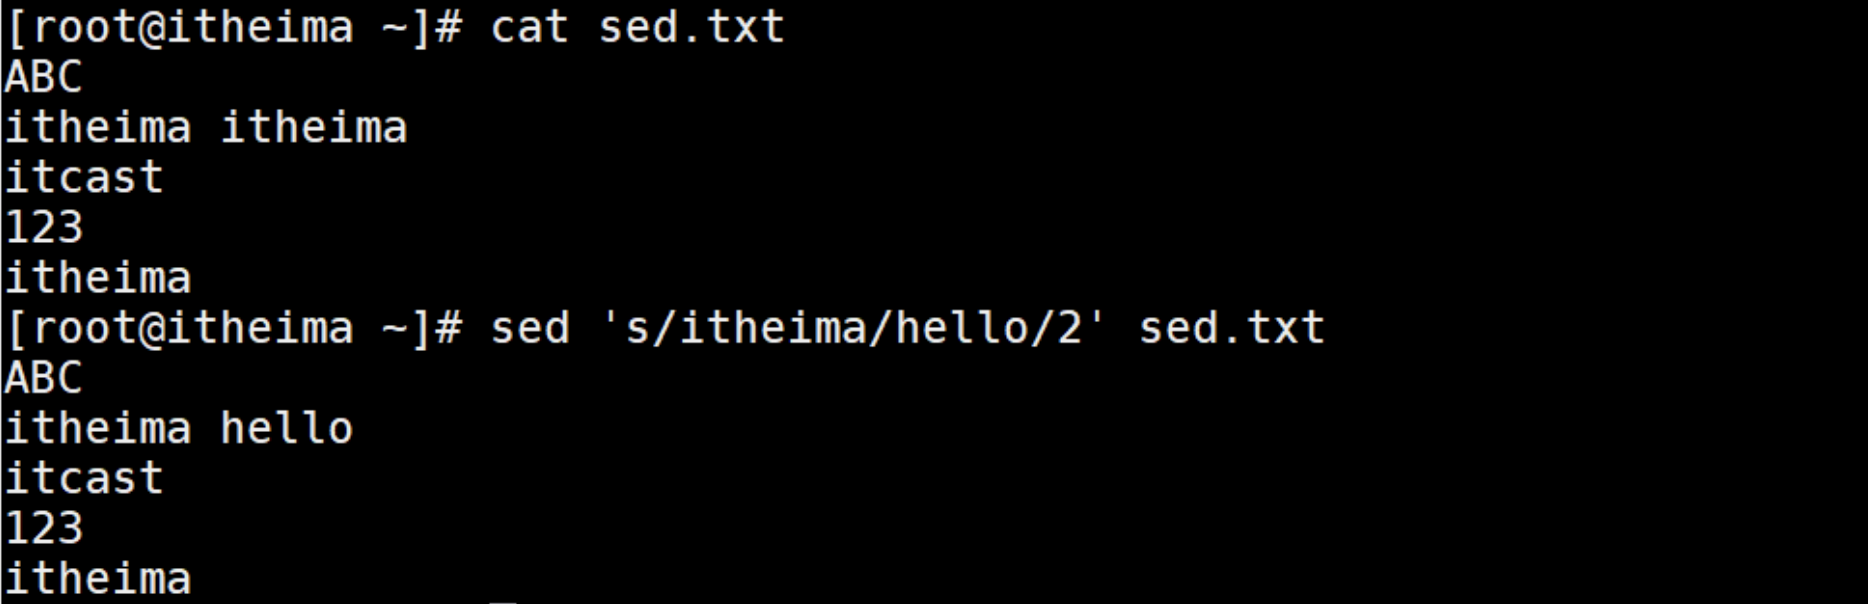 [root@itheima ~]# cat sed.txt
ABC
itheima itheima
itcast
123
itheima
[root@itheima ~]# sed 's/itheima/hello/2' sed.txt
ABC
itheima hello
itcast
123
itheima